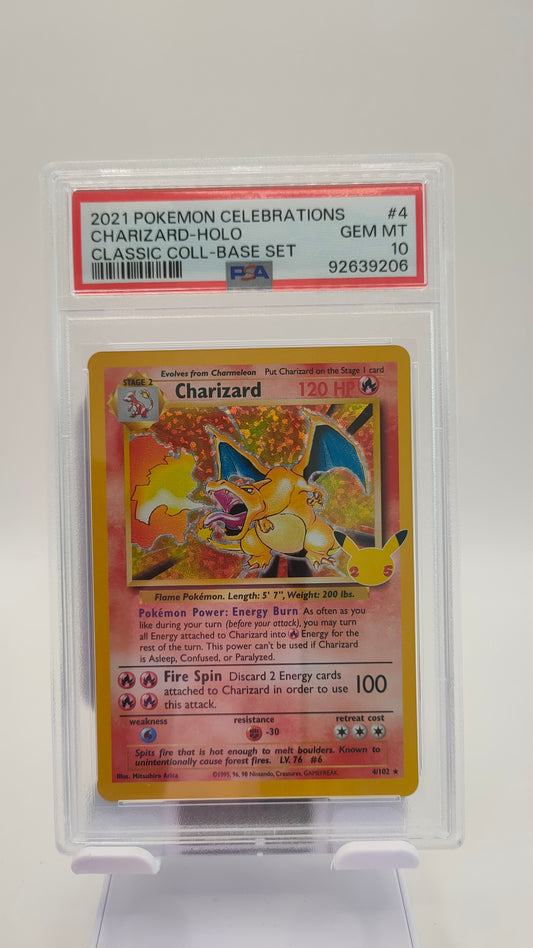 2021 POKEMON CELEBRATIONS #4
CHARIZARD-HOLO GEM MT
CLASSIC COLL-BASE SET 10
PSA 92639206
Evolves from Charmeleon Put Charizard on the Stage 1 card
STAGE 2
Charizard 120 HP
25
Flame Pokémon. Length: 5' 7", Weight: 200 lbs.
Pokémon Power: Energy Burn As often as you
like during your turn (before your attack), you may turn
all Energy attached to Charizard into Energy for the
rest of the turn. This power can't be used if Charizard
is Asleep, Confused, or Paralyzed.
Fire Spin Discard 2 Energy cards
attached to Charizard in order to use 100
this attack.
weakness resistance retreat cost
-30
Spits fire that is hot enough to melt boulders. Known to
unintentionally cause forest fires. LV. 76 #6
Illus. Mitsuhiro Arita ©1995, 96, 98 Nintendo, Creatures, GAMEFREAK. 4/102 ★